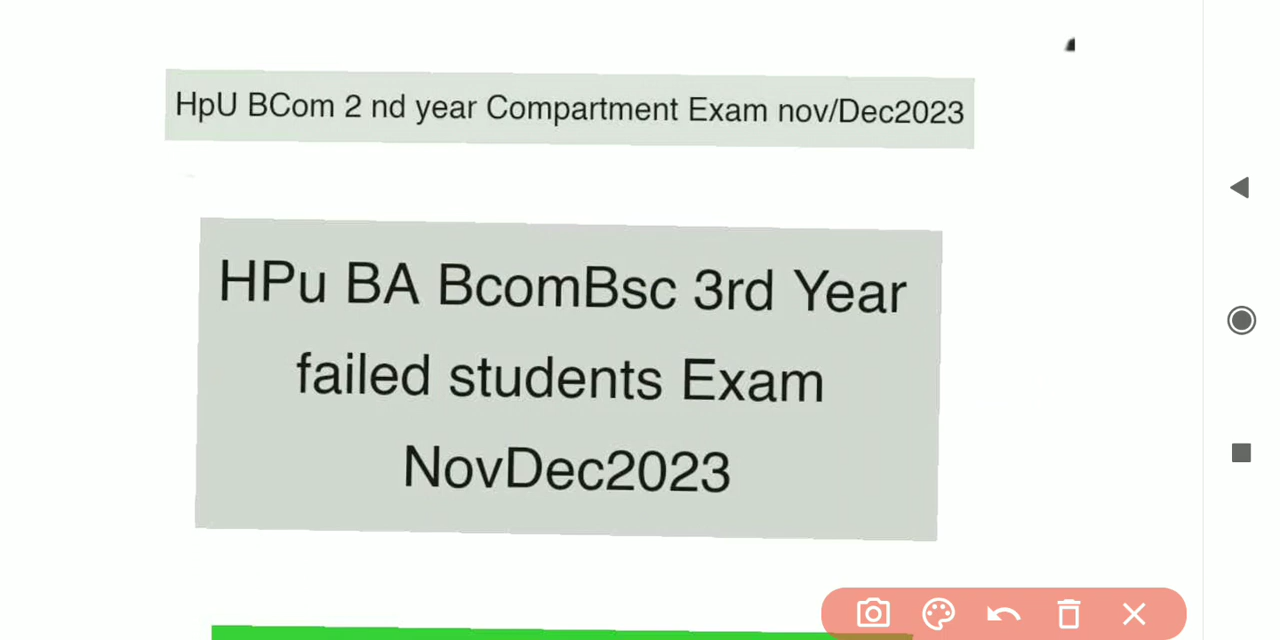 HpU BCom 2 nd year Compartment Exam nov/Dec2023
HPu BA BcomBsc 3rd Year
failed students Exam
NovDec2023